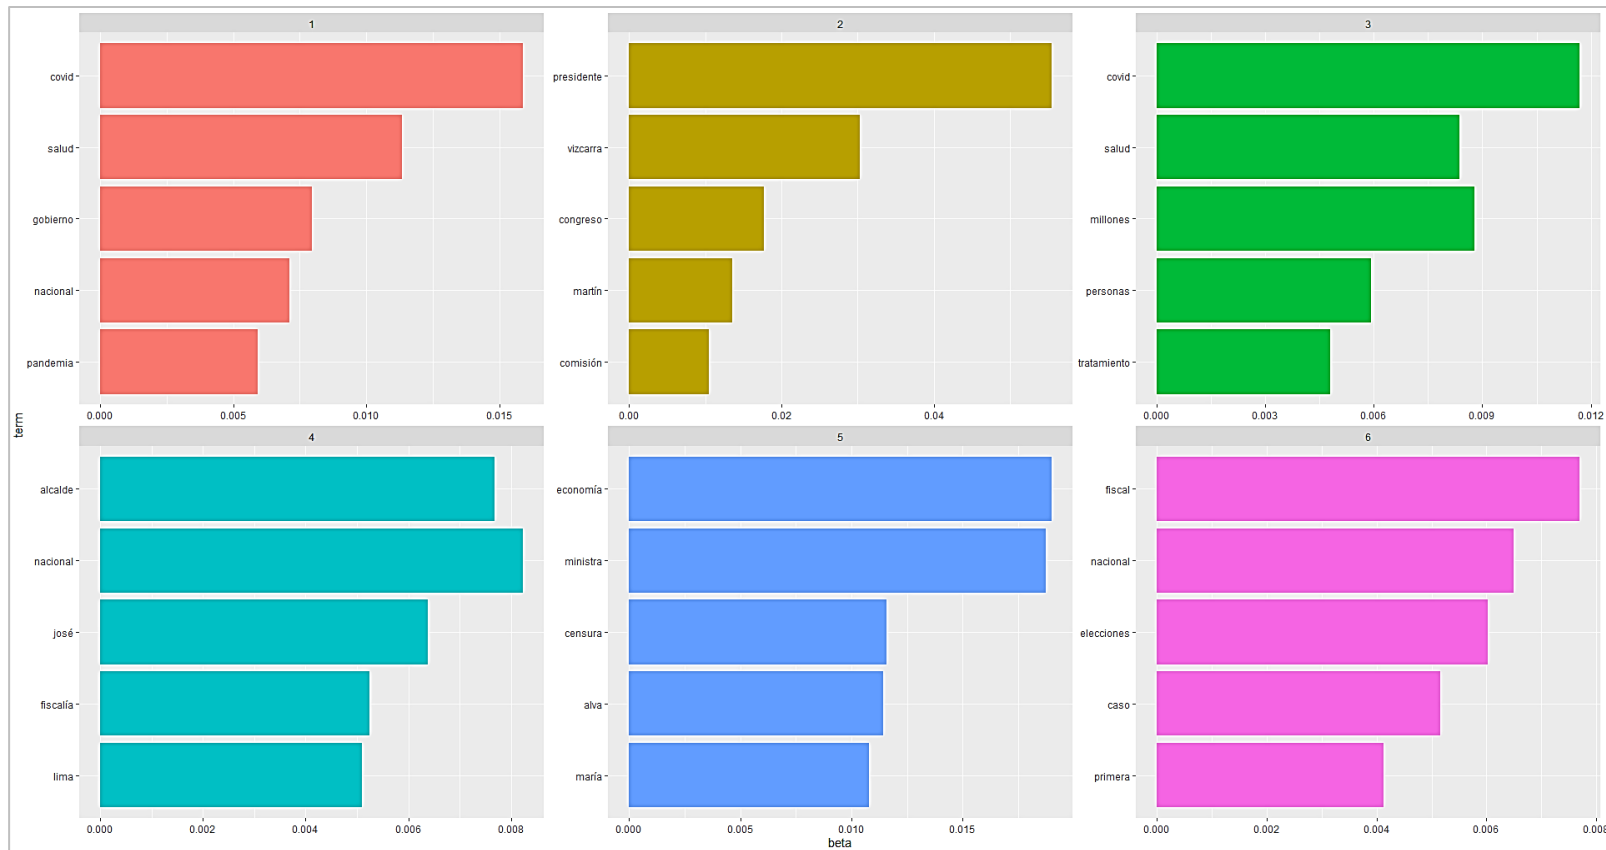 1
covid
salud
gobierno
nacional
pandemia
0.000 0.005 0.010 0.015
2
presidente
vizcarra
congreso
martín
comisión
0.00 0.02 0.04
3
covid
salud
millones
personas
tratamiento
0.000 0.003 0.006 0.009 0.012
term
4
alcalde
nacional
josé
fiscalía
lima
0.000 0.002 0.004 0.006 0.008
5
economía
ministra
censura
alva
maría
0.000 0.005 0.010 0.015
6
fiscal
nacional
elecciones
caso
primera
0.000 0.002 0.004 0.006 0.008
beta